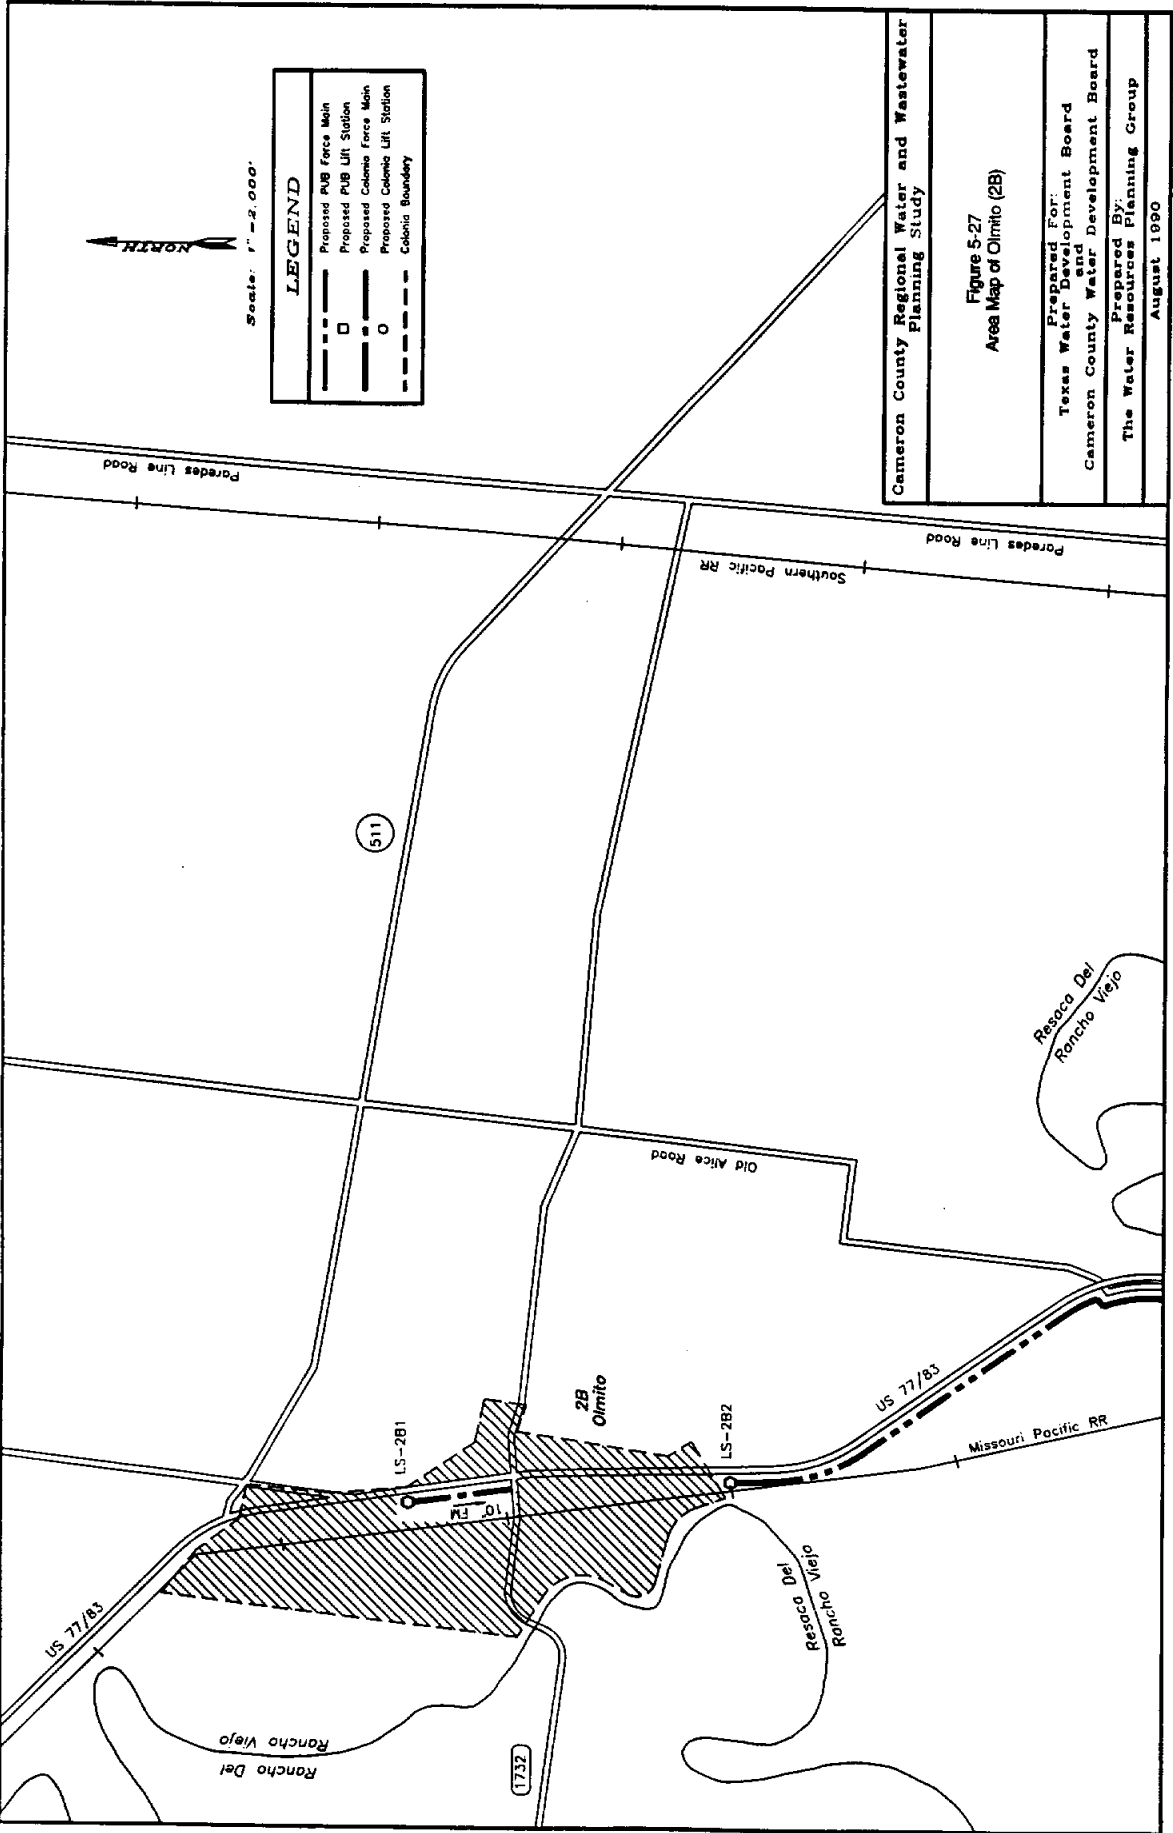 NORTH
Scale: 1"=2,000'
LEGEND
Proposed PUB Force Main
Proposed PUB Lift Station
Proposed Colonia Force Main
Proposed Colonia Lift Station
Colonia Boundary
US 77/83
Rancho Del
Rancho Viejo
1732
511
Paredes Line Road
Southern Pacific RR
Paredes Line Road
Old Alice Road
LS-2B1
10" FM
2B
Olmito
LS-2B2
US 77/83
Missouri Pacific RR
Resaca Del
Rancho Viejo
Resaca Del
Rancho Viejo
Cameron County Regional Water and Wastewater
Planning Study
Figure 5-27
Area Map of Olmito (2B)
Prepared For:
Texas Water Development Board
and
Cameron County Water Development Board
Prepared By:
The Water Resources Planning Group
August 1990